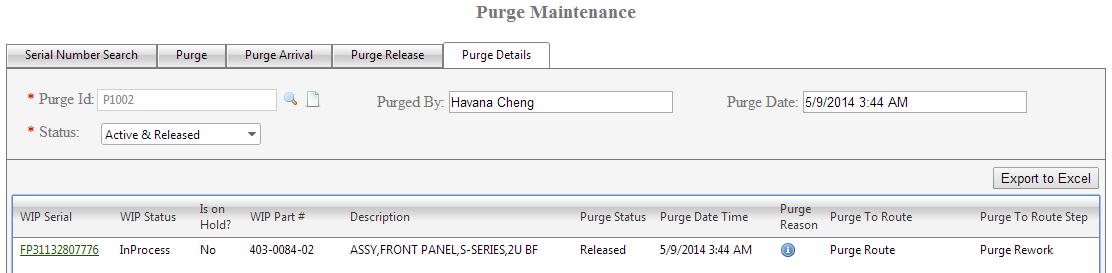 Purge Maintenance
Serial Number Search Purge Purge Arrival Purge Release Purge Details
* Purge Id: P1002 Purged By: Havana Cheng Purge Date: 5/9/2014 3:44 AM
* Status: Active & Released
Export to Excel
WIP Serial WIP Status Is on Hold? WIP Part # Description Purge Status Purge Date Time Purge Reason Purge To Route Purge To Route Step
FP31132807776 InProcess No 403-0084-02 ASSY,FRONT PANEL,S-SERIES,2U BF Released 5/9/2014 3:44 AM Purge Route Purge Rework